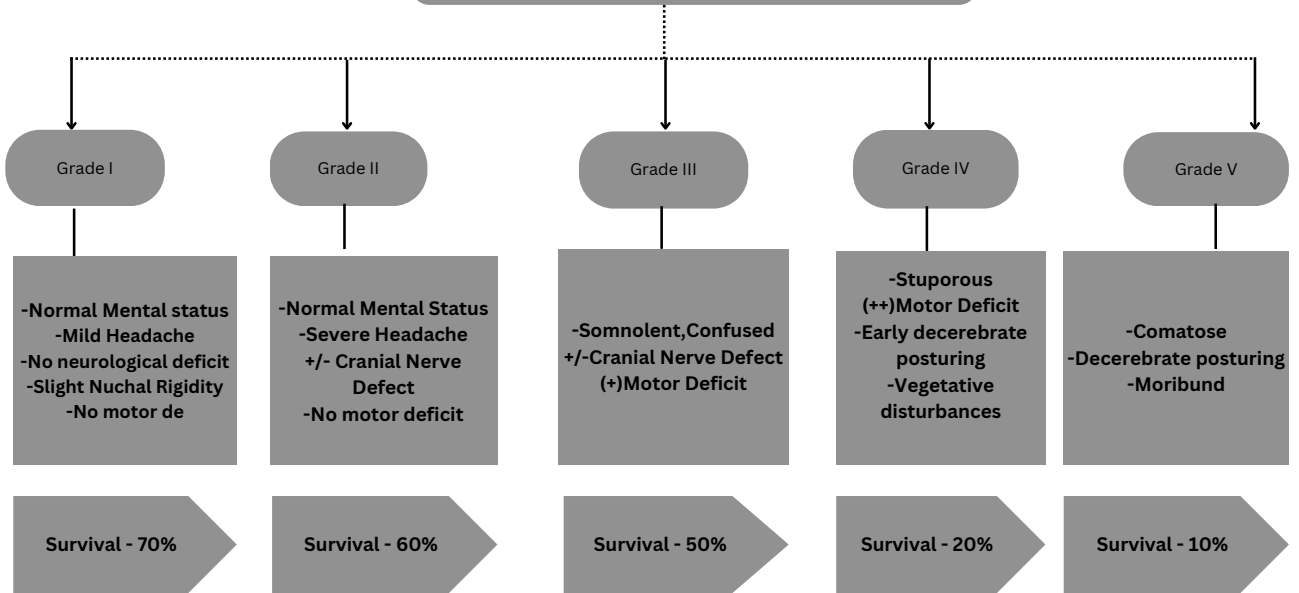 Grade I
Grade II
Grade III
Grade IV
Grade V
-Normal Mental status
-Mild Headache
-No neurological deficit
-Slight Nuchal Rigidity
-No motor de
-Normal Mental Status
-Severe Headache
+/- Cranial Nerve
Defect
-No motor deficit
-Somnolent,Confused
+/-Cranial Nerve Defect
(+)Motor Deficit
-Stuporous
(++)Motor Deficit
-Early decerebrate
posturing
-Vegetative
disturbances
-Comatose
-Decerebrate posturing
-Moribund
Survival - 70%
Survival - 60%
Survival - 50%
Survival - 20%
Survival - 10%